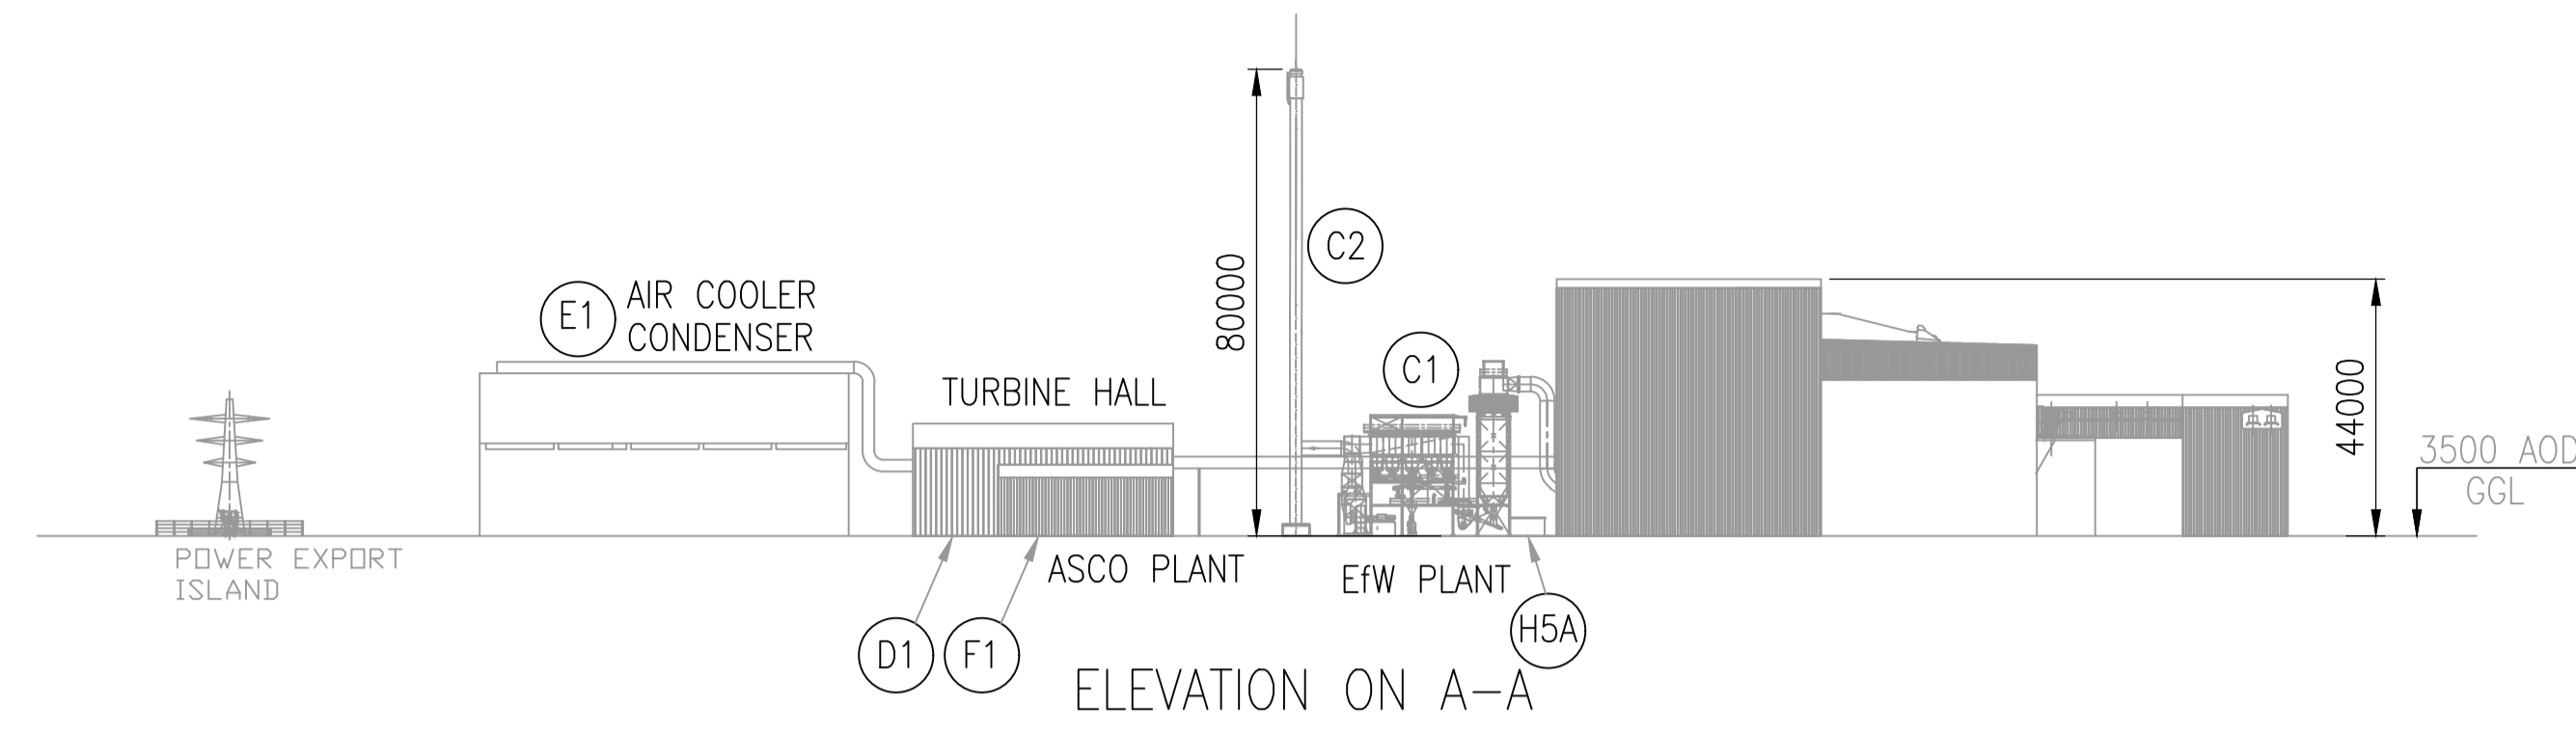 C2
80000
E1
AIR COOLER
CONDENSER
C1
TURBINE HALL
44000
3500 AOD
GGL
POWER EXPORT
ISLAND
ASCO PLANT
EfW PLANT
D1
F1
H5A
ELEVATION ON A-A